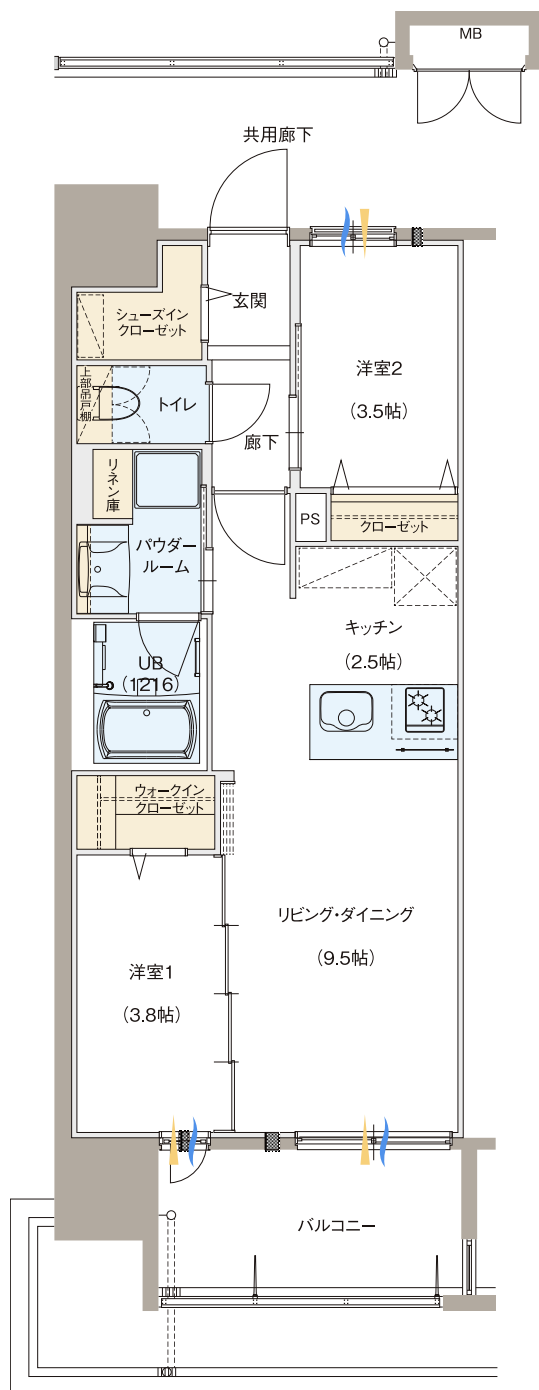 MB
共用廊下
シューズイン
クローゼット
玄関
洋室2
(3.5帖)
上部吊戸棚
トイレ
廊下
リネン庫
PS
クローゼット
パウダー
ルーム
キッチン
(2.5帖)
UB
(1216)
ウォークイン
クローゼット
リビング・ダイニング
(9.5帖)
洋室1
(3.8帖)
バルコニー